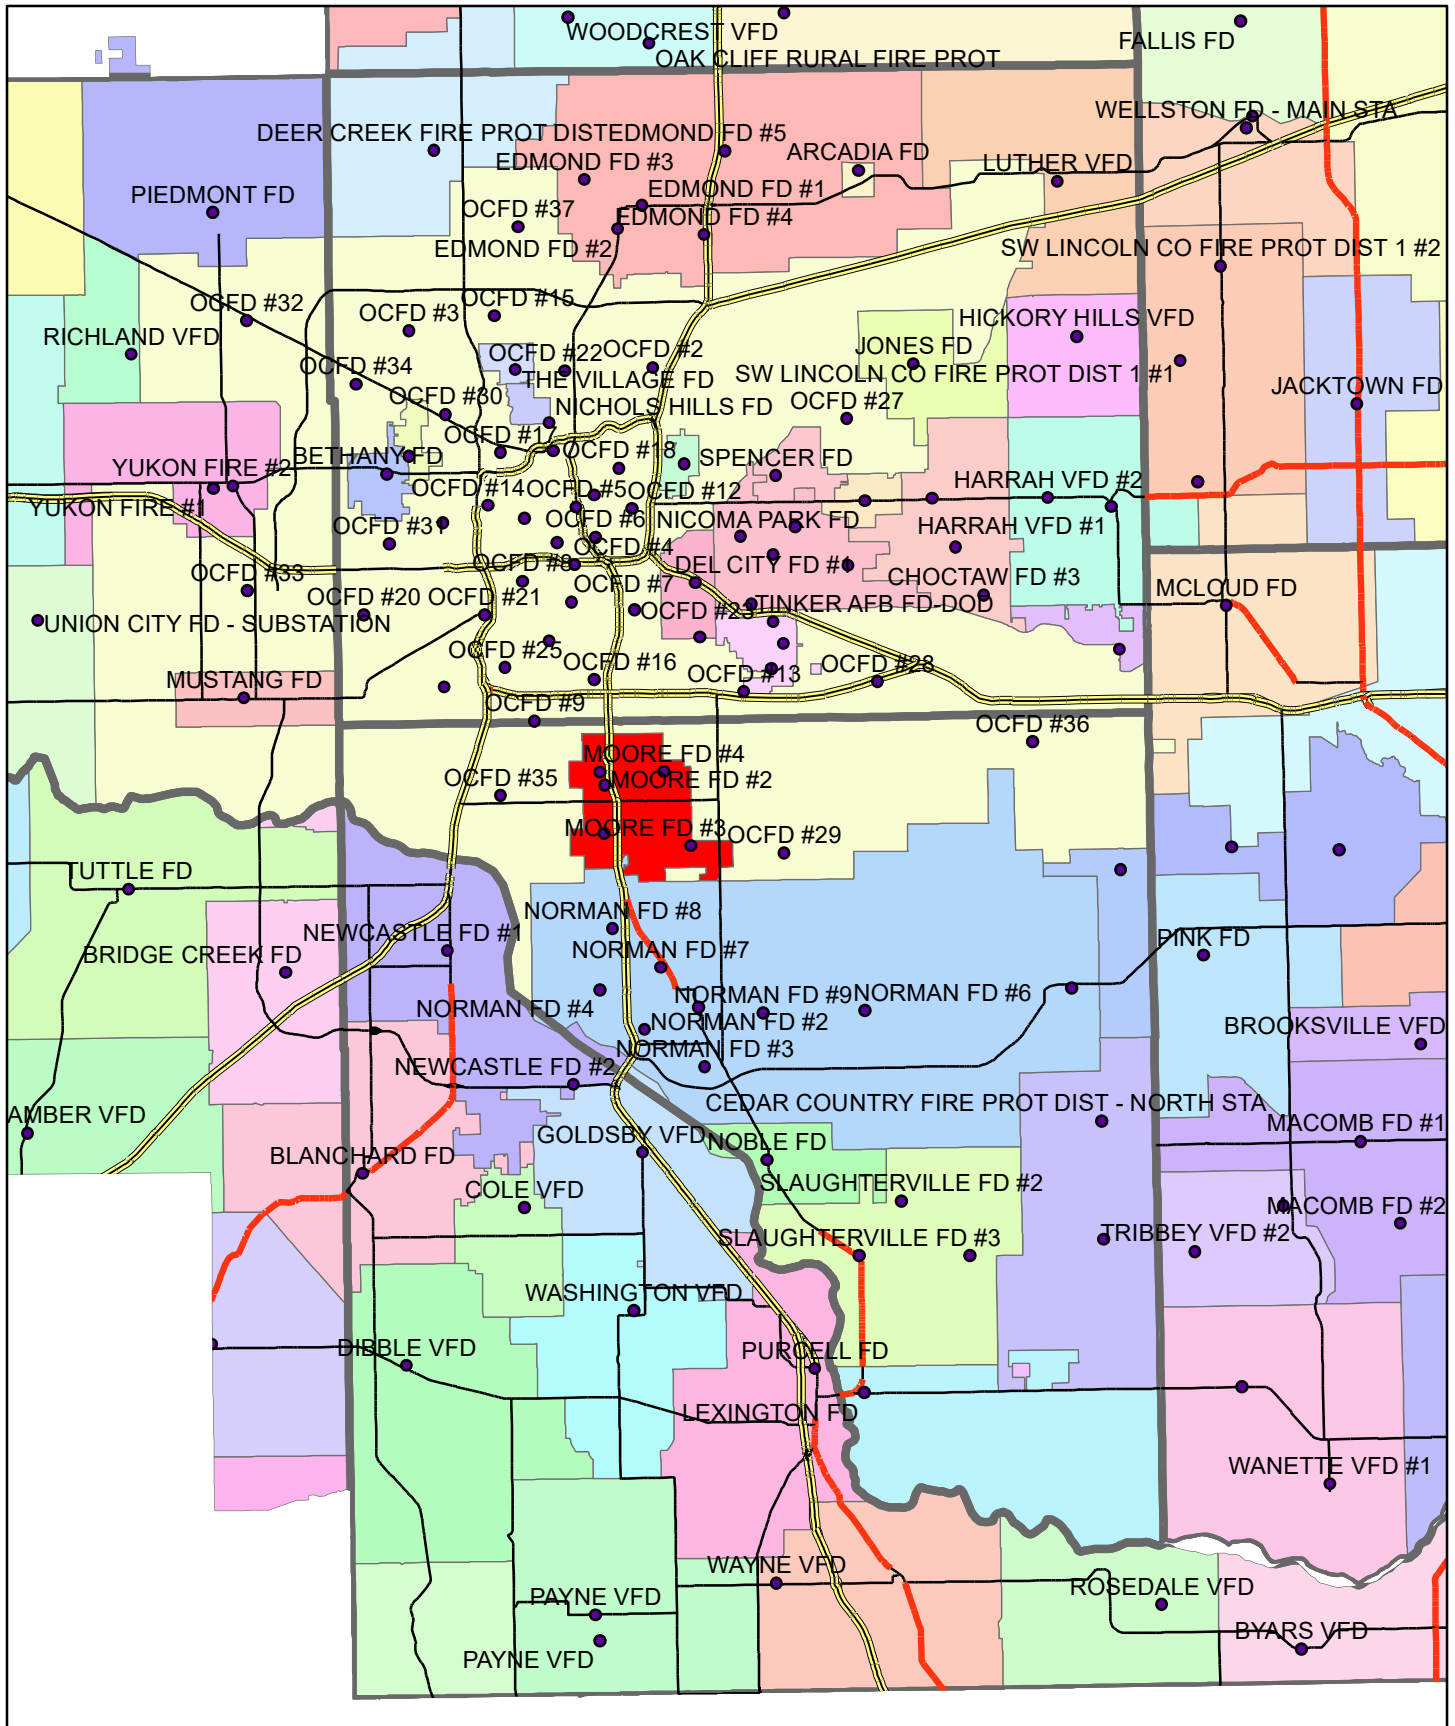 WOODCREST VFD
FALLIS FD
OAK CLIFF RURAL FIRE PROT
WELLSTON FD - MAIN STA
DEER CREEK FIRE PROT DIST
EDMOND FD #5
EDMOND FD #3
ARCADIA FD
LUTHER VFD
PIEDMONT FD
EDMOND FD #1
OCFD #37
EDMOND FD #4
EDMOND FD #2
SW LINCOLN CO FIRE PROT DIST 1 #2
OCFD #32
OCFD #15
OCFD #3
HICKORY HILLS VFD
RICHLAND VFD
OCFD #22
OCFD #2
JONES FD
OCFD #34
THE VILLAGE FD
SW LINCOLN CO FIRE PROT DIST 1 #1
JACKTOWN FD
OCFD #30
NICHOLS HILLS FD
OCFD #27
OCFD #17
OCFD #18
BETHANY FD
SPENCER FD
YUKON FIRE #2
HARRAH VFD #2
OCFD #14
OCFD #5
OCFD #12
YUKON FIRE #1
OCFD #31
OCFD #6
NICOMA PARK FD
HARRAH VFD #1
OCFD #4
OCFD #8
DEL CITY FD #1
OCFD #33
CHOCTAW FD #3
OCFD #7
MCLOUD FD
OCFD #20
OCFD #21
OCFD #23
TINKER AFB FD-DOD
UNION CITY FD - SUBSTATION
OCFD #25
OCFD #16
OCFD #13
OCFD #28
MUSTANG FD
OCFD #9
OCFD #36
MOORE FD #4
OCFD #35
MOORE FD #2
MOORE FD #3
OCFD #29
TUTTLE FD
NORMAN FD #8
NEWCASTLE FD #1
PINK FD
BRIDGE CREEK FD
NORMAN FD #7
NORMAN FD #9
NORMAN FD #6
NORMAN FD #4
NORMAN FD #2
BROOKSVILLE VFD
NORMAN FD #3
NEWCASTLE FD #2
CEDAR COUNTRY FIRE PROT DIST - NORTH STA
AMBER VFD
MACOMB FD #1
GOLDSBY VFD
NOBLE FD
BLANCHARD FD
SLAUGHTERVILLE FD #2
COLE VFD
MACOMB FD #2
SLAUGHTERVILLE FD #3
TRIBBEY VFD #2
WASHINGTON VFD
DIBBLE VFD
PURCELL FD
LEXINGTON FD
WANETTE VFD #1
WAYNE VFD
ROSEDALE VFD
PAYNE VFD
BYARS VFD
PAYNE VFD